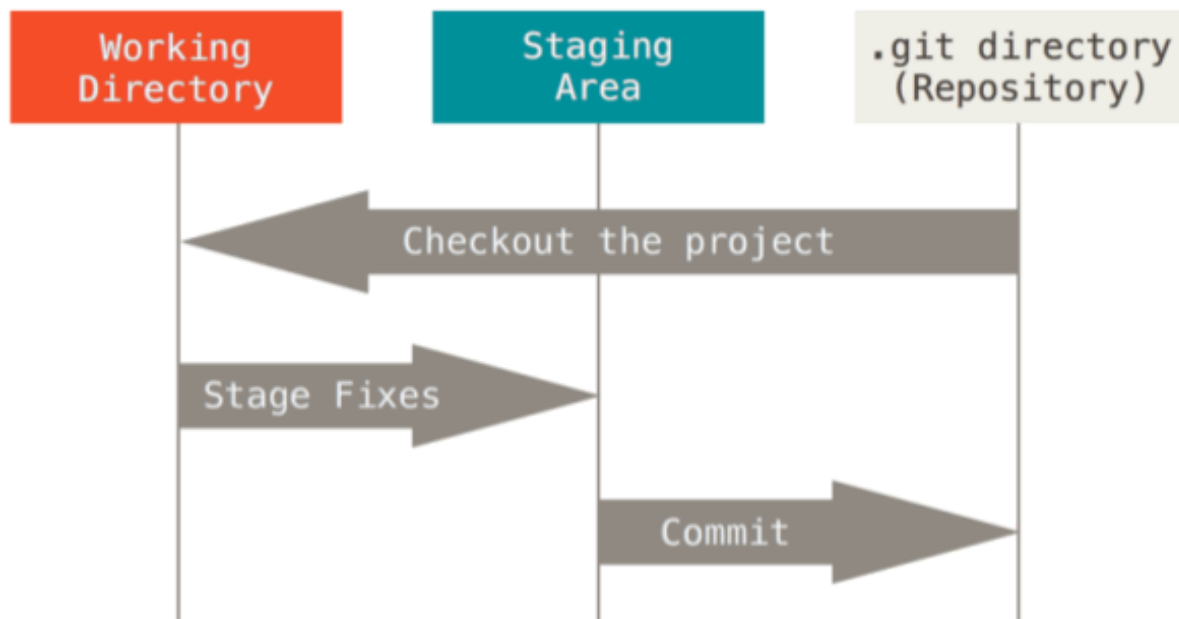 Working
Directory
Staging
Area
.git directory
(Repository)
Checkout the project
Stage Fixes
Commit